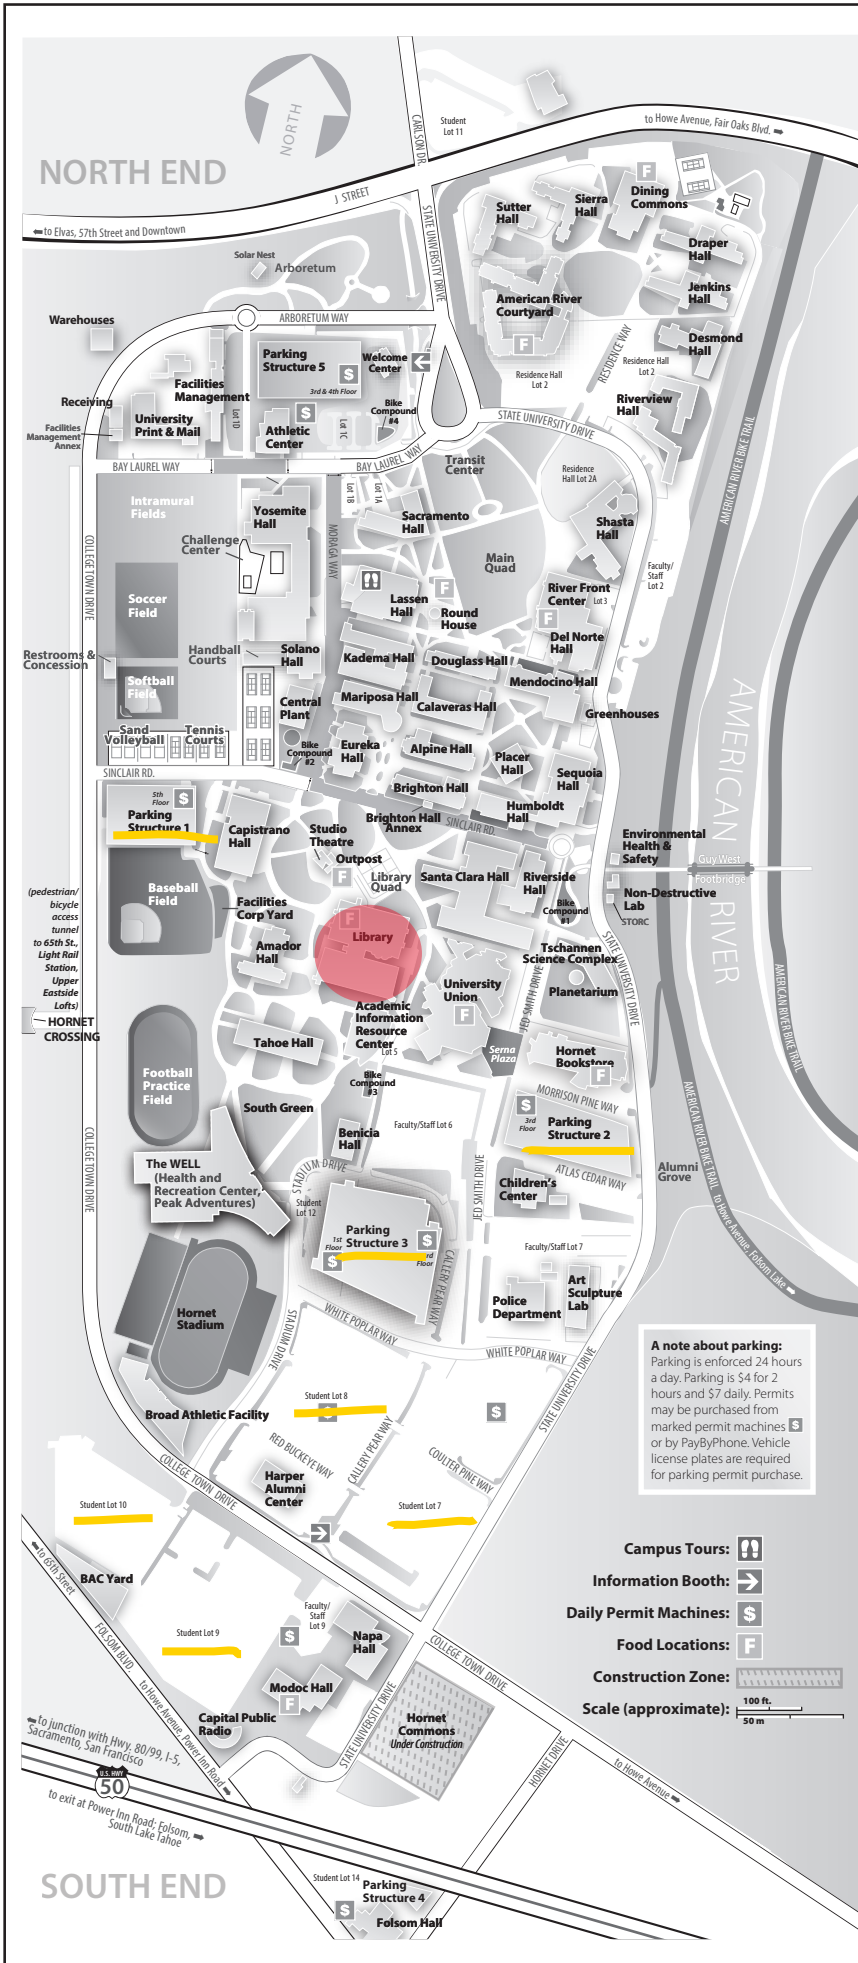 NORTH END
NORTH
Student
Lot 11
CARLSON DR.
to Howe Avenue, Fair Oaks Blvd.
J STREET
to Elvas, 57th Street and Downtown
STATE UNIVERSITY DRIVE
Sutter
Hall
Sierra
Hall
F
Dining
Commons
Draper
Hall
Jenkins
Hall
Desmond
Hall
American River
Courtyard
F
Residence Hall
Lot 2
RESIDENCE WAY
Residence Hall
Lot 2
Riverview
Hall
Solar Nest
Arboretum
ARBORETUM WAY
Warehouses
Parking
Structure 5
$
3rd & 4th Floor
Welcome
Center
Facilities
Management
Receiving
Facilities
Management
Annex
University
Print & Mail
Lot 1D
$
Athletic
Center
Lot 1C
Bike
Compound
#4
BAY LAUREL WAY
BAY LAUREL WAY
STATE UNIVERSITY DRIVE
Transit
Center
Residence
Hall Lot 2A
AMERICAN RIVER BIKE TRAIL
Intramural
Fields
Yosemite
Hall
Lot 1B
Lot 1A
Sacramento
Hall
Shasta
Hall
Challenge
Center
MORAGA WAY
COLLEGE TOWN DRIVE
Main
Quad
Faculty/
Staff
Lot 2
Soccer
Field
Lassen
Hall
F
Round
House
River Front
Center
Lot 3
F
Del Norte
Hall
Restrooms &
Concession
Handball
Courts
Solano
Hall
Kadema Hall
Douglass Hall
Mendocino Hall
Softball
Field
Central
Plant
Mariposa Hall
Calaveras Hall
Greenhouses
AMERICAN RIVER
Sand
Volleyball
Tennis
Courts
Bike
Compound
#2
Eureka
Hall
Alpine Hall
Placer
Hall
Sequoia
Hall
SINCLAIR RD.
Brighton Hall
Humboldt
Hall
5th
Floor
$
Parking
Structure 1
Capistrano
Hall
Studio
Theatre
Brighton Hall
Annex
SINCLAIR RD.
Outpost
F
Library
Quad
Santa Clara Hall
Riverside
Hall
Environmental
Health &
Safety
Guy West
Footbridge
Non-Destructive
Lab
STORC
Bike
Compound
#1
Baseball
Field
Facilities
Corp Yard
(pedestrian/
bicycle
access
tunnel
to 65th St.,
Light Rail
Station,
Upper
Eastside
Lofts)
HORNET
CROSSING
Amador
Hall
F
Library
STATE UNIVERSITY DRIVE
Tschannen
Science Complex
Planetarium
JED SMITH DRIVE
University
Union
F
Academic
Information
Resource
Center
Lot 5
Serna
Plaza
AMERICAN RIVER BIKE TRAIL
Tahoe Hall
Hornet
Bookstore
F
Football
Practice
Field
Bike
Compound
#3
MORRISON PINE WAY
South Green
Faculty/Staff Lot 6
$
3rd
Floor
Parking
Structure 2
Benicia
Hall
AMERICAN RIVER BIKE TRAIL to Howe Avenue, Folsom Lake
COLLEGE TOWN DRIVE
The WELL
(Health and
Recreation Center,
Peak Adventures)
STADIUM DRIVE
JED SMITH DRIVE
ATLAS CEDAR WAY
Alumni
Grove
Children's
Center
Student
Lot 12
Parking
Structure 3
1st
Floor
$
$
3rd
Floor
CALLERY PEAR WAY
Faculty/Staff Lot 7
Art
Sculpture
Lab
Police
Department
Hornet
Stadium
STADIUM DRIVE
WHITE POPLAR WAY
WHITE POPLAR WAY
STATE UNIVERSITY DRIVE
A note about parking:
Parking is enforced 24 hours
a day. Parking is $4 for 2
hours and $7 daily. Permits
may be purchased from
marked permit machines $
or by PayByPhone. Vehicle
license plates are required
for parking permit purchase.
Student Lot 8
$
$
Broad Athletic Facility
RED BUCKEYE WAY
CALLERY PEAR WAY
COULTER PINE WAY
COLLEGE TOWN DRIVE
Harper
Alumni
Center
Student Lot 10
Student Lot 7
to 65th Street
BAC Yard
Campus Tours:
Information Booth:
Daily Permit Machines: $
Food Locations: F
Construction Zone:
Scale (approximate):
100 ft.
50 m
Faculty/
Staff
Lot 9
Student Lot 9
$
Napa
Hall
FOLSOM BLVD.
to Howe Avenue, Power Inn Road
COLLEGE TOWN DRIVE
Modoc Hall
F
STATE UNIVERSITY DRIVE
Capital Public
Radio
Hornet
Commons
Under Construction
to junction with Hwy. 80/99, I-5,
Sacramento, San Francisco
HORNET DRIVE
to Howe Avenue
U.S. HWY
50
to exit at Power Inn Road; Folsom,
South Lake Tahoe
SOUTH END
Student Lot 14
Parking
Structure 4
$
Folsom Hall